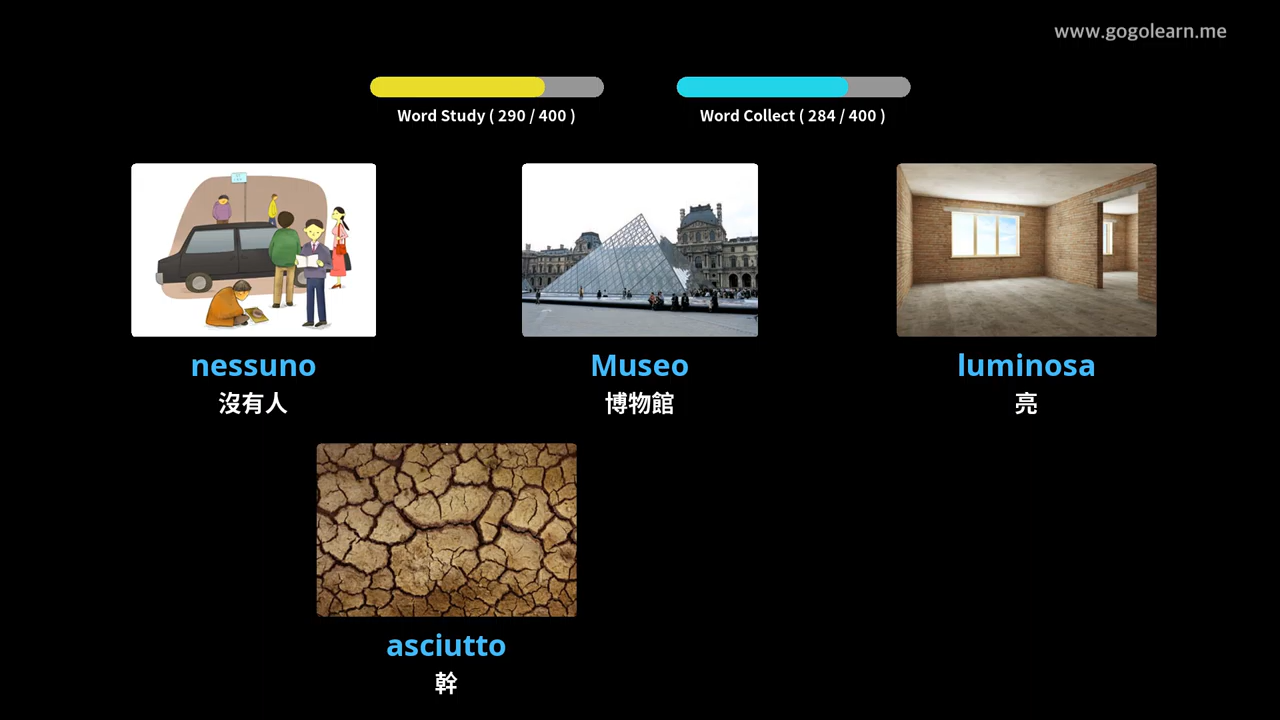 www.gogolearn.me
Word Study ( 290 / 400 )
Word Collect ( 284 / 400 )
nessuno
沒有人
Museo
博物館
luminosa
亮
asciutto
幹